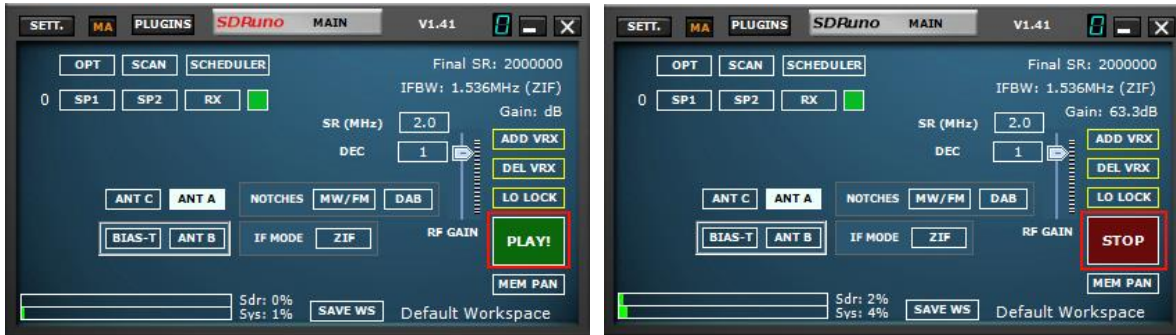 SETT. MA PLUGINS SDRuno MAIN V1.41
OPT SCAN SCHEDULER Final SR: 2000000
IFBW: 1.536MHz (ZIF)
0 SP1 SP2 RX
Gain: dB
SR (MHz) 2.0
ADD VRX
DEC 1
DEL VRX
ANT C ANT A NOTCHES MW/FM DAB LO LOCK
BIAS-T ANT B IF MODE ZIF RF GAIN PLAY!
MEM PAN
Sdr: 0%
Sys: 1% SAVE WS Default Workspace
SETT. MA PLUGINS SDRuno MAIN V1.41
OPT SCAN SCHEDULER Final SR: 2000000
IFBW: 1.536MHz (ZIF)
0 SP1 SP2 RX
Gain: 63.3dB
SR (MHz) 2.0
ADD VRX
DEC 1
DEL VRX
ANT C ANT A NOTCHES MW/FM DAB LO LOCK
BIAS-T ANT B IF MODE ZIF RF GAIN STOP
MEM PAN
Sdr: 2%
Sys: 4% SAVE WS Default Workspace